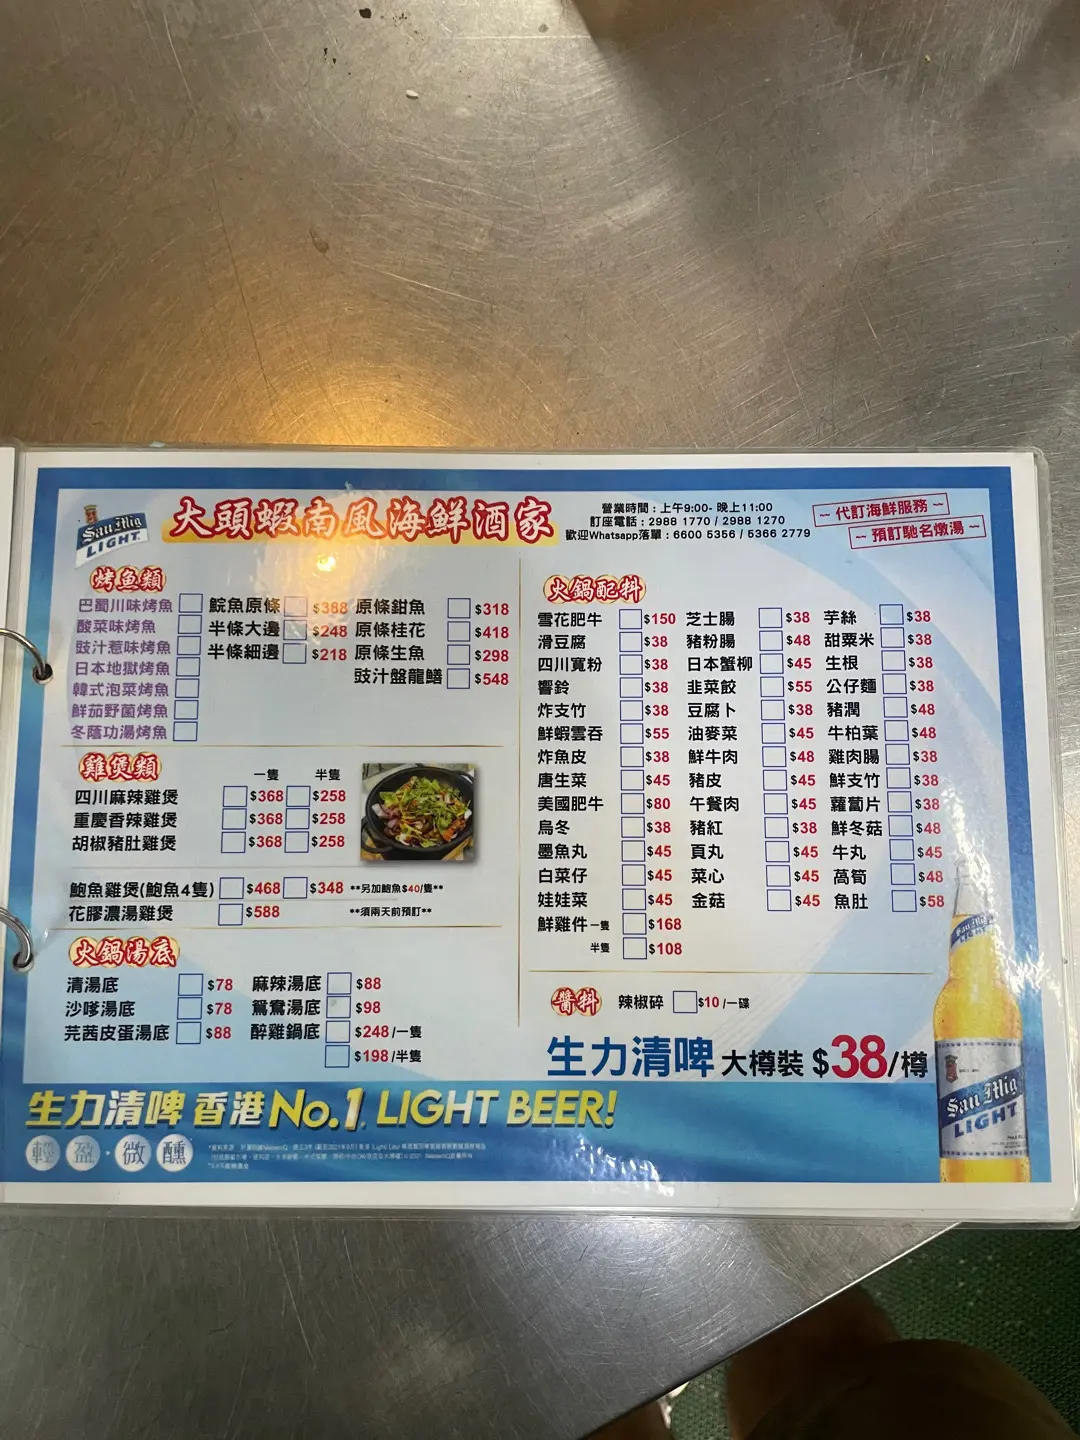 San Mig
LIGHT
大頭蝦南風海鮮酒家
營業時間：上午9:00- 晚上11:00
訂座電話：2988 1770 / 2988 1270
歡迎Whatsapp落單：6600 5356 / 5366 2779
~ 代訂海鮮服務 ~
~ 預訂馳名燉湯 ~
烤魚類
巴蜀川味烤魚
酸菜味烤魚
豉汁惹味烤魚
日本地獄烤魚
韓式泡菜烤魚
鮮茄野菌烤魚
冬蔭功湯烤魚
鯇魚原條 $388 原條鉗魚 $318
半條大邊 $248 原條桂花 $418
半條細邊 $218 原條生魚 $298
豉汁盤龍鱔 $548
雞煲類
一隻 半隻
四川麻辣雞煲 $368 $258
重慶香辣雞煲 $368 $258
胡椒豬肚雞煲 $368 $258
鮑魚雞煲(鮑魚4隻) $468 $348 **另加鮑魚$40/隻**
花膠濃湯雞煲 $588 **須兩天前預訂**
火鍋湯底
清湯底 $78 麻辣湯底 $88
沙嗲湯底 $78 鴛鴦湯底 $98
芫茜皮蛋湯底 $88 醉雞鍋底 $248/一隻
$198/半隻
火鍋配料
雪花肥牛 $150 芝士腸 $38 芋絲 $38
滑豆腐 $38 豬粉腸 $48 甜粟米 $38
四川寬粉 $38 日本蟹柳 $45 生根 $38
響鈴 $38 韭菜餃 $55 公仔麵 $38
炸支竹 $38 豆腐卜 $38 豬潤 $48
鮮蝦雲吞 $55 油麥菜 $45 牛柏葉 $48
炸魚皮 $38 鮮牛肉 $48 雞肉腸 $38
唐生菜 $45 豬皮 $45 鮮支竹 $38
美國肥牛 $80 午餐肉 $45 蘿蔔片 $38
烏冬 $38 豬紅 $38 鮮冬菇 $48
墨魚丸 $45 貢丸 $45 牛丸 $45
白菜仔 $45 菜心 $45 萵筍 $48
娃娃菜 $45 金菇 $45 魚肚 $58
鮮雞件 一隻 $168
半隻 $108
醬料 辣椒碎 $10/一碟
生力清啤 大樽裝 $38/樽
San Mig
LIGHT
San Mig
LIGHT
生力清啤 香港No.1 LIGHT BEER!
輕盈·微醺